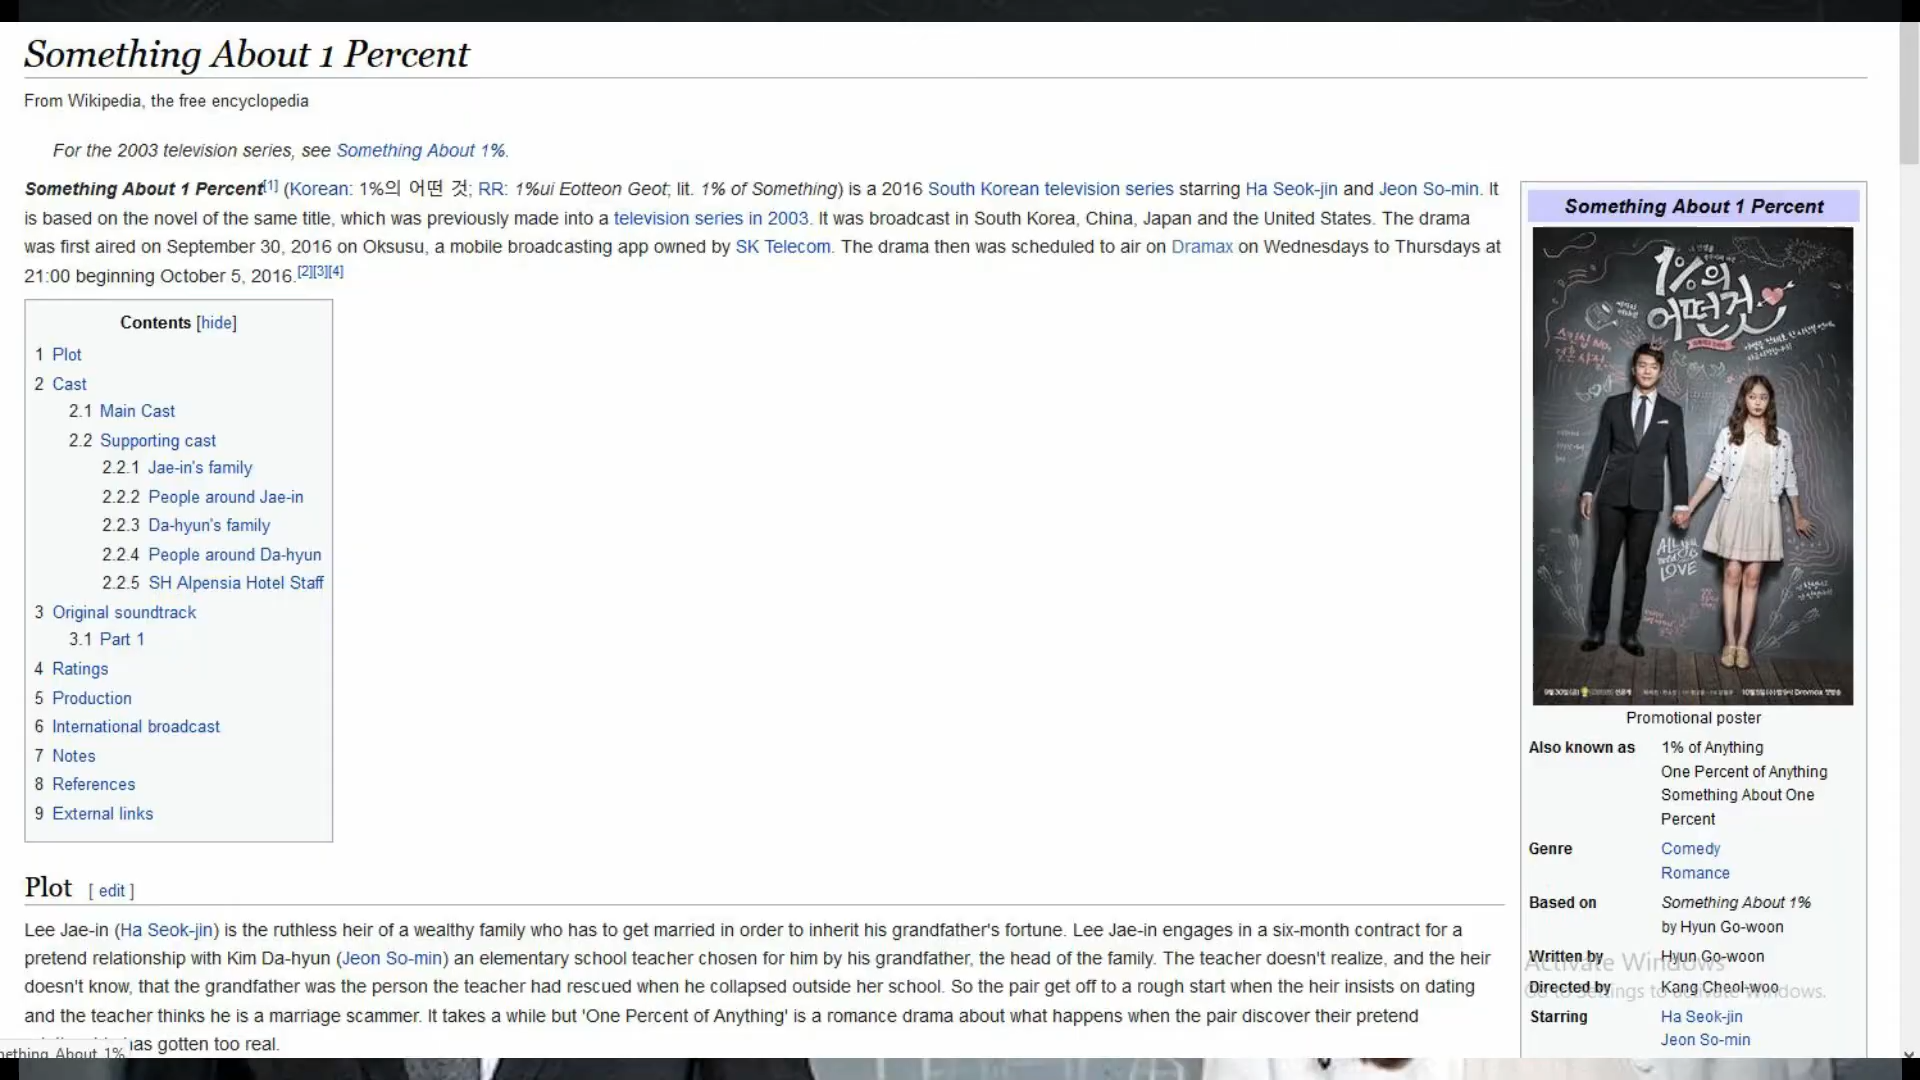 Something About 1 Percent
From Wikipedia, the free encyclopedia
For the 2003 television series, see Something About 1%.
Something About 1 Percent[1] (Korean: 1%의 어떤 것; RR: 1%ui Eotteon Geot; lit. 1% of Something) is a 2016 South Korean television series starring Ha Seok-jin and Jeon So-min. It
is based on the novel of the same title, which was previously made into a television series in 2003. It was broadcast in South Korea, China, Japan and the United States. The drama
was first aired on September 30, 2016 on Oksusu, a mobile broadcasting app owned by SK Telecom. The drama then was scheduled to air on Dramax on Wednesdays to Thursdays at
21:00 beginning October 5, 2016.[2][3][4]
Contents [hide]
1 Plot
2 Cast
2.1 Main Cast
2.2 Supporting cast
2.2.1 Jae-in's family
2.2.2 People around Jae-in
2.2.3 Da-hyun's family
2.2.4 People around Da-hyun
2.2.5 SH Alpensia Hotel Staff
3 Original soundtrack
3.1 Part 1
4 Ratings
5 Production
6 International broadcast
7 Notes
8 References
9 External links
Plot [ edit ]
Lee Jae-in (Ha Seok-jin) is the ruthless heir of a wealthy family who has to get married in order to inherit his grandfather's fortune. Lee Jae-in engages in a six-month contract for a
pretend relationship with Kim Da-hyun (Jeon So-min) an elementary school teacher chosen for him by his grandfather, the head of the family. The teacher doesn't realize, and the heir
doesn't know, that the grandfather was the person the teacher had rescued when he collapsed outside her school. So the pair get off to a rough start when the heir insists on dating
and the teacher thinks he is a marriage scammer. It takes a while but 'One Percent of Anything' is a romance drama about what happens when the pair discover their pretend
has gotten too real.
nething About 1%
Something About 1 Percent
1%의
어떤것
ALL
LOVE
Promotional poster
Also known as 1% of Anything
One Percent of Anything
Something About One
Percent
Genre Comedy
Romance
Based on Something About 1%
by Hyun Go-woon
Written by Hyun Go-woon
Directed by Kang Cheol-woo
Starring Ha Seok-jin
Jeon So-min
Activate Windows
Go to Settings to activate Windows.